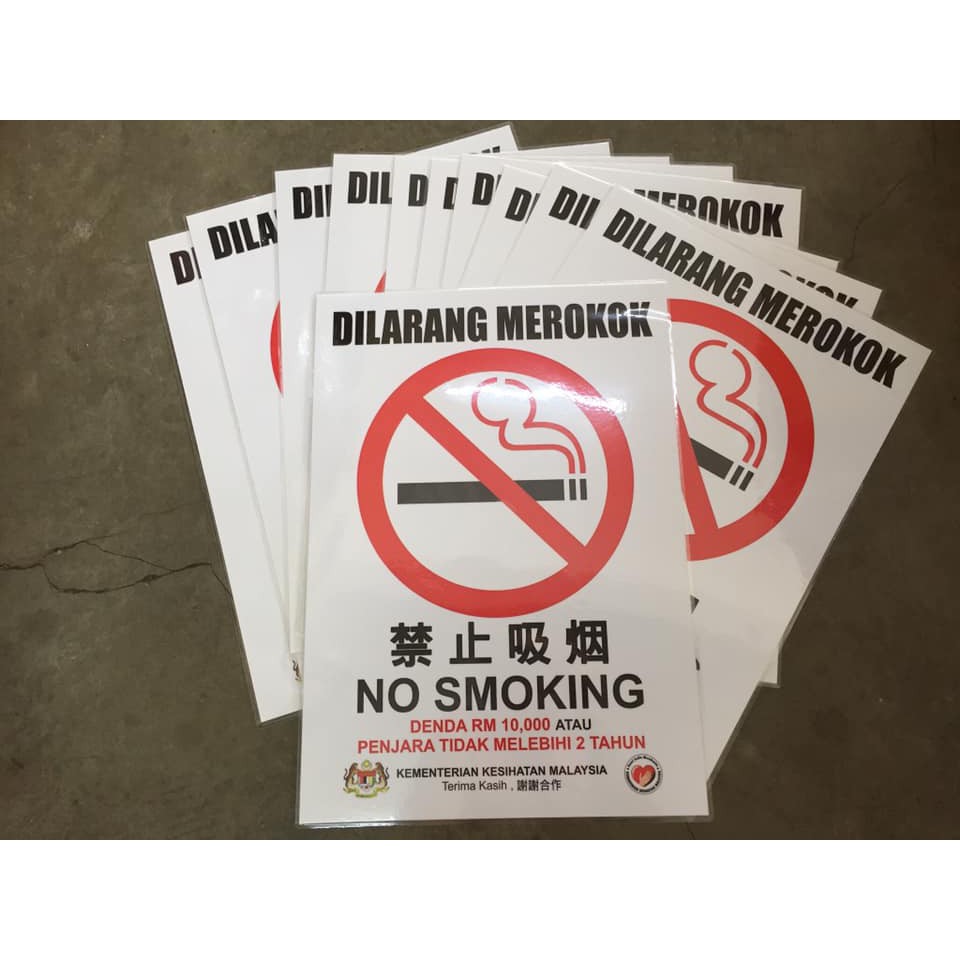 DILARANG MEROKOK
禁止吸烟
NO SMOKING
DENDA RM 10,000 ATAU
PENJARA TIDAK MELEBIHI 2 TAHUN
KEMENTERIAN KESIHATAN MALAYSIA
Terima Kasih , 謝謝合作
DILARANG MEROKOK
MEROKOK